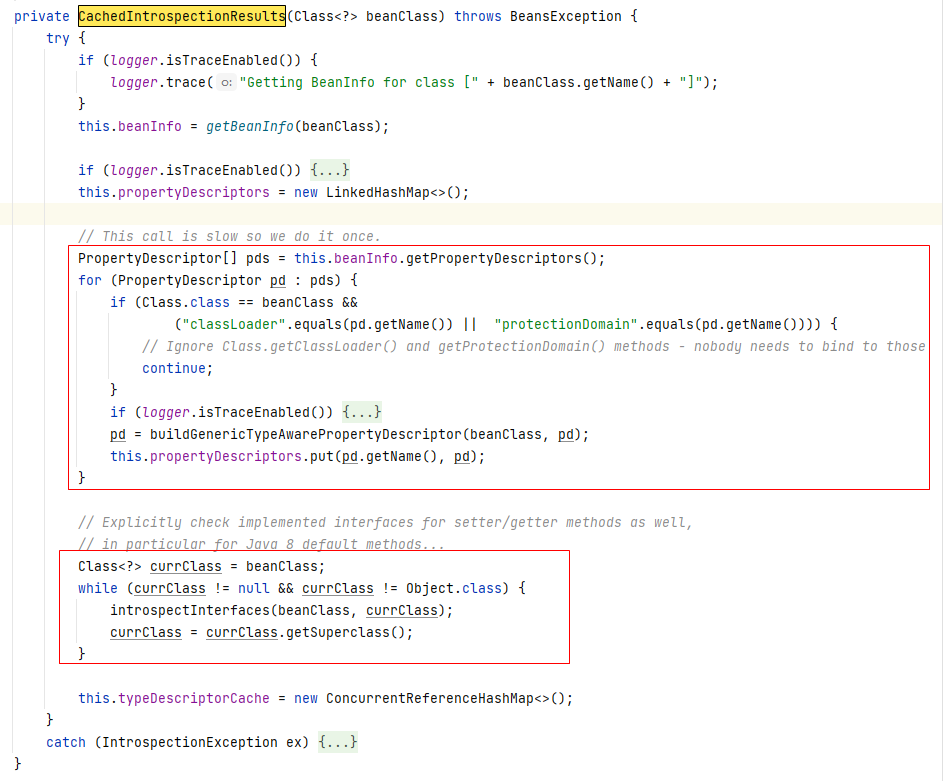 private CachedIntrospectionResults(Class<?> beanClass) throws BeansException {
try {
if (logger.isTraceEnabled()) {
logger.trace( o: "Getting BeanInfo for class [" + beanClass.getName() + "]");
}
this.beanInfo = getBeanInfo(beanClass);
if (logger.isTraceEnabled()) {...}
this.propertyDescriptors = new LinkedHashMap<>();
// This call is slow so we do it once.
PropertyDescriptor[] pds = this.beanInfo.getPropertyDescriptors();
for (PropertyDescriptor pd : pds) {
if (Class.class == beanClass &&
("classLoader".equals(pd.getName()) || "protectionDomain".equals(pd.getName()))) {
// Ignore Class.getClassLoader() and getProtectionDomain() methods - nobody needs to bind to those
continue;
}
if (logger.isTraceEnabled()) {...}
pd = buildGenericTypeAwarePropertyDescriptor(beanClass, pd);
this.propertyDescriptors.put(pd.getName(), pd);
}
// Explicitly check implemented interfaces for setter/getter methods as well,
// in particular for Java 8 default methods...
Class<?> currClass = beanClass;
while (currClass != null && currClass != Object.class) {
introspectInterfaces(beanClass, currClass);
currClass = currClass.getSuperclass();
}
this.typeDescriptorCache = new ConcurrentReferenceHashMap<>();
}
catch (IntrospectionException ex) {...}
}